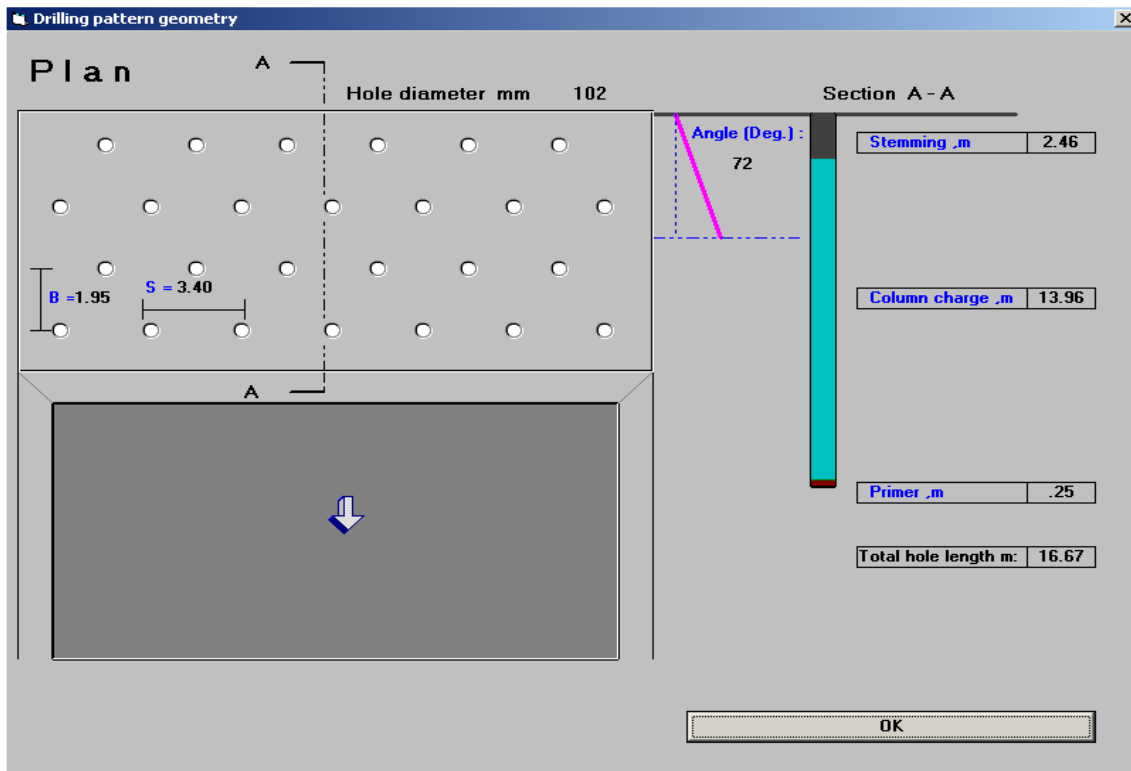 Drilling pattern geometry
Plan
A
Hole diameter mm 102
Section A - A
Angle (Deg.) :
72
Stemming ,m 2.46
B =1.95
S = 3.40
Column charge ,m 13.96
A
Primer ,m .25
Total hole length m: 16.67
OK